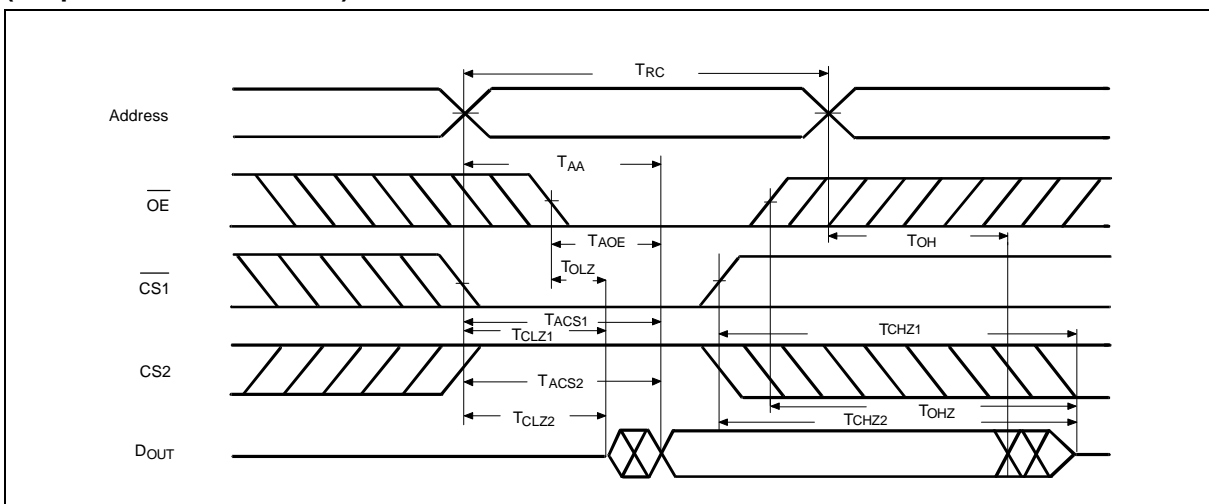 TRC
Address
TAA
OE
TAOE
TOH
TOLZ
CS1
TACS1
TCLZ1
TCHZ1
CS2
TACS2
TOHZ
TCLZ2
TCHZ2
DOUT